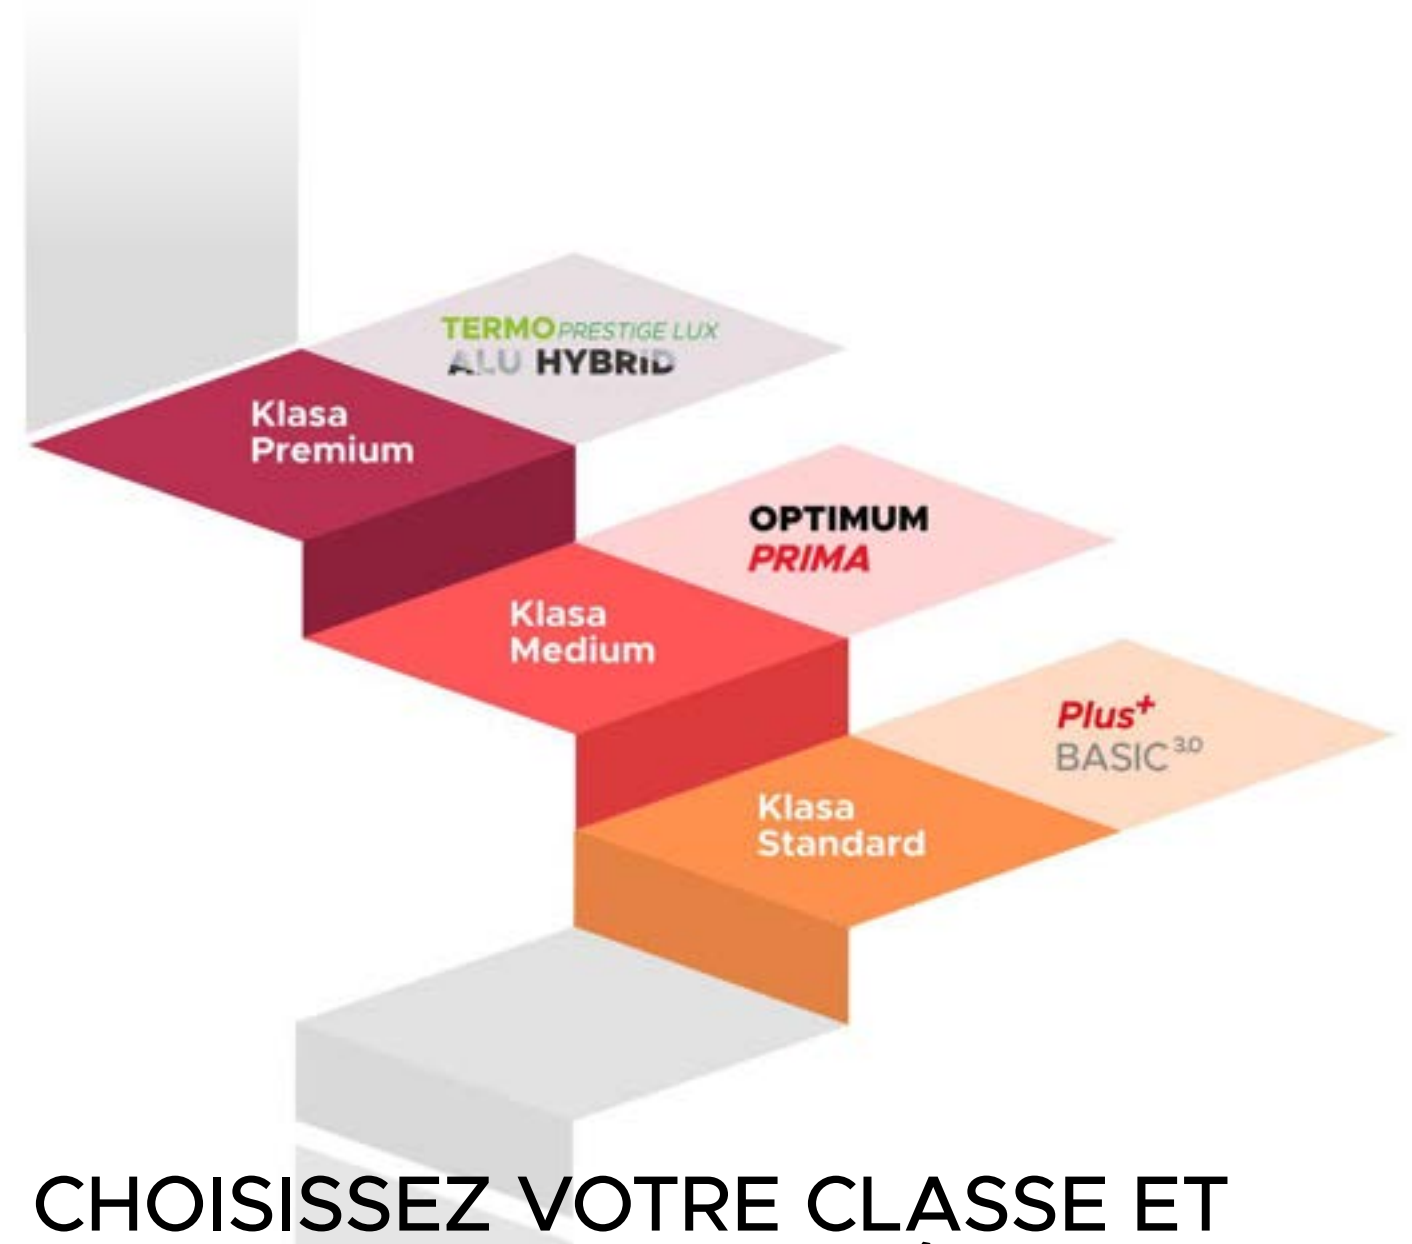 TERMO PRESTIGE LUX
ALU HYBRID
Klasa
Premium
OPTIMUM
PRIMA
Klasa
Medium
Plus+
BASIC 3.0
Klasa
Standard
CHOISISSEZ VOTRE CLASSE ET